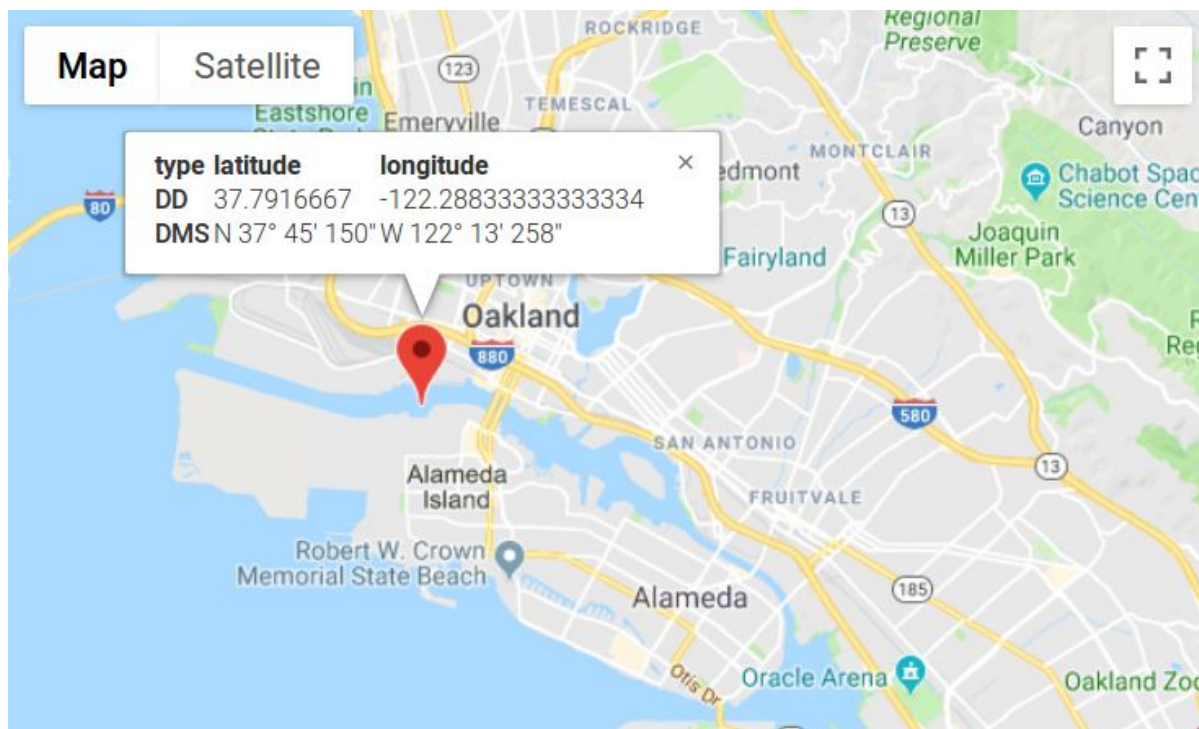 Map
Satellite
ROCKRIDGE
Regional
Preserve
123
in
Eastshore
Emeryville
TEMESCAL
Canyon
type latitude longitude ×
DD 37.7916667 -122.28833333333334
DMS N 37° 45' 150" W 122° 13' 258"
edmont
MONTCLAIR
Chabot Spac
Science Cen
80
13
Joaquin
Miller Park
Fairyland
UPTOWN
Oakland
R
Reg
880
580
SAN ANTONIO
13
Alameda
Island
FRUITVALE
Robert W. Crown
Memorial State Beach
185
Alameda
Otis Dr
Oracle Arena
Oakland Zoo